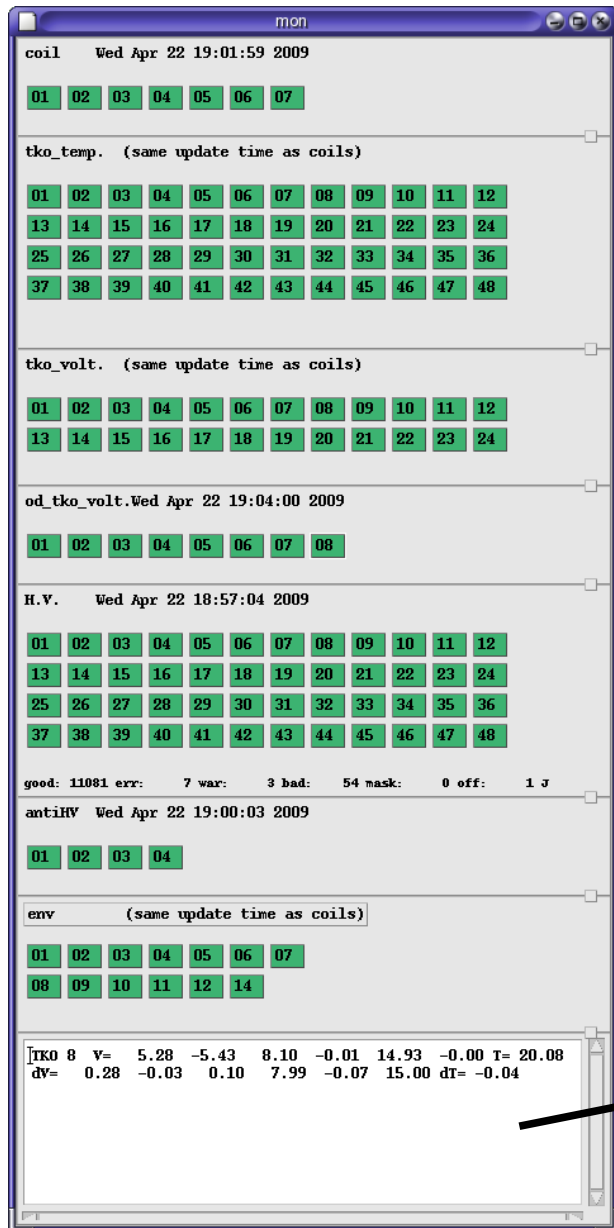 mon
coil Wed Apr 22 19:01:59 2009
01 02 03 04 05 06 07
tko_temp. (same update time as coils)
01 02 03 04 05 06 07 08 09 10 11 12
13 14 15 16 17 18 19 20 21 22 23 24
25 26 27 28 29 30 31 32 33 34 35 36
37 38 39 40 41 42 43 44 45 46 47 48
tko_volt. (same update time as coils)
01 02 03 04 05 06 07 08 09 10 11 12
13 14 15 16 17 18 19 20 21 22 23 24
od_tko_volt.Wed Apr 22 19:04:00 2009
01 02 03 04 05 06 07 08
H.V. Wed Apr 22 18:57:04 2009
01 02 03 04 05 06 07 08 09 10 11 12
13 14 15 16 17 18 19 20 21 22 23 24
25 26 27 28 29 30 31 32 33 34 35 36
37 38 39 40 41 42 43 44 45 46 47 48
good: 11081 err: 7 war: 3 bad: 54 mask: 0 off: 1 J
antiHV Wed Apr 22 19:00:03 2009
01 02 03 04
env (same update time as coils)
01 02 03 04 05 06 07
08 09 10 11 12 14
TKO 8 V= 5.28 -5.43 8.10 -0.01 14.93 -0.00 T= 20.08
dV= 0.28 -0.03 0.10 7.99 -0.07 15.00 dT= -0.04